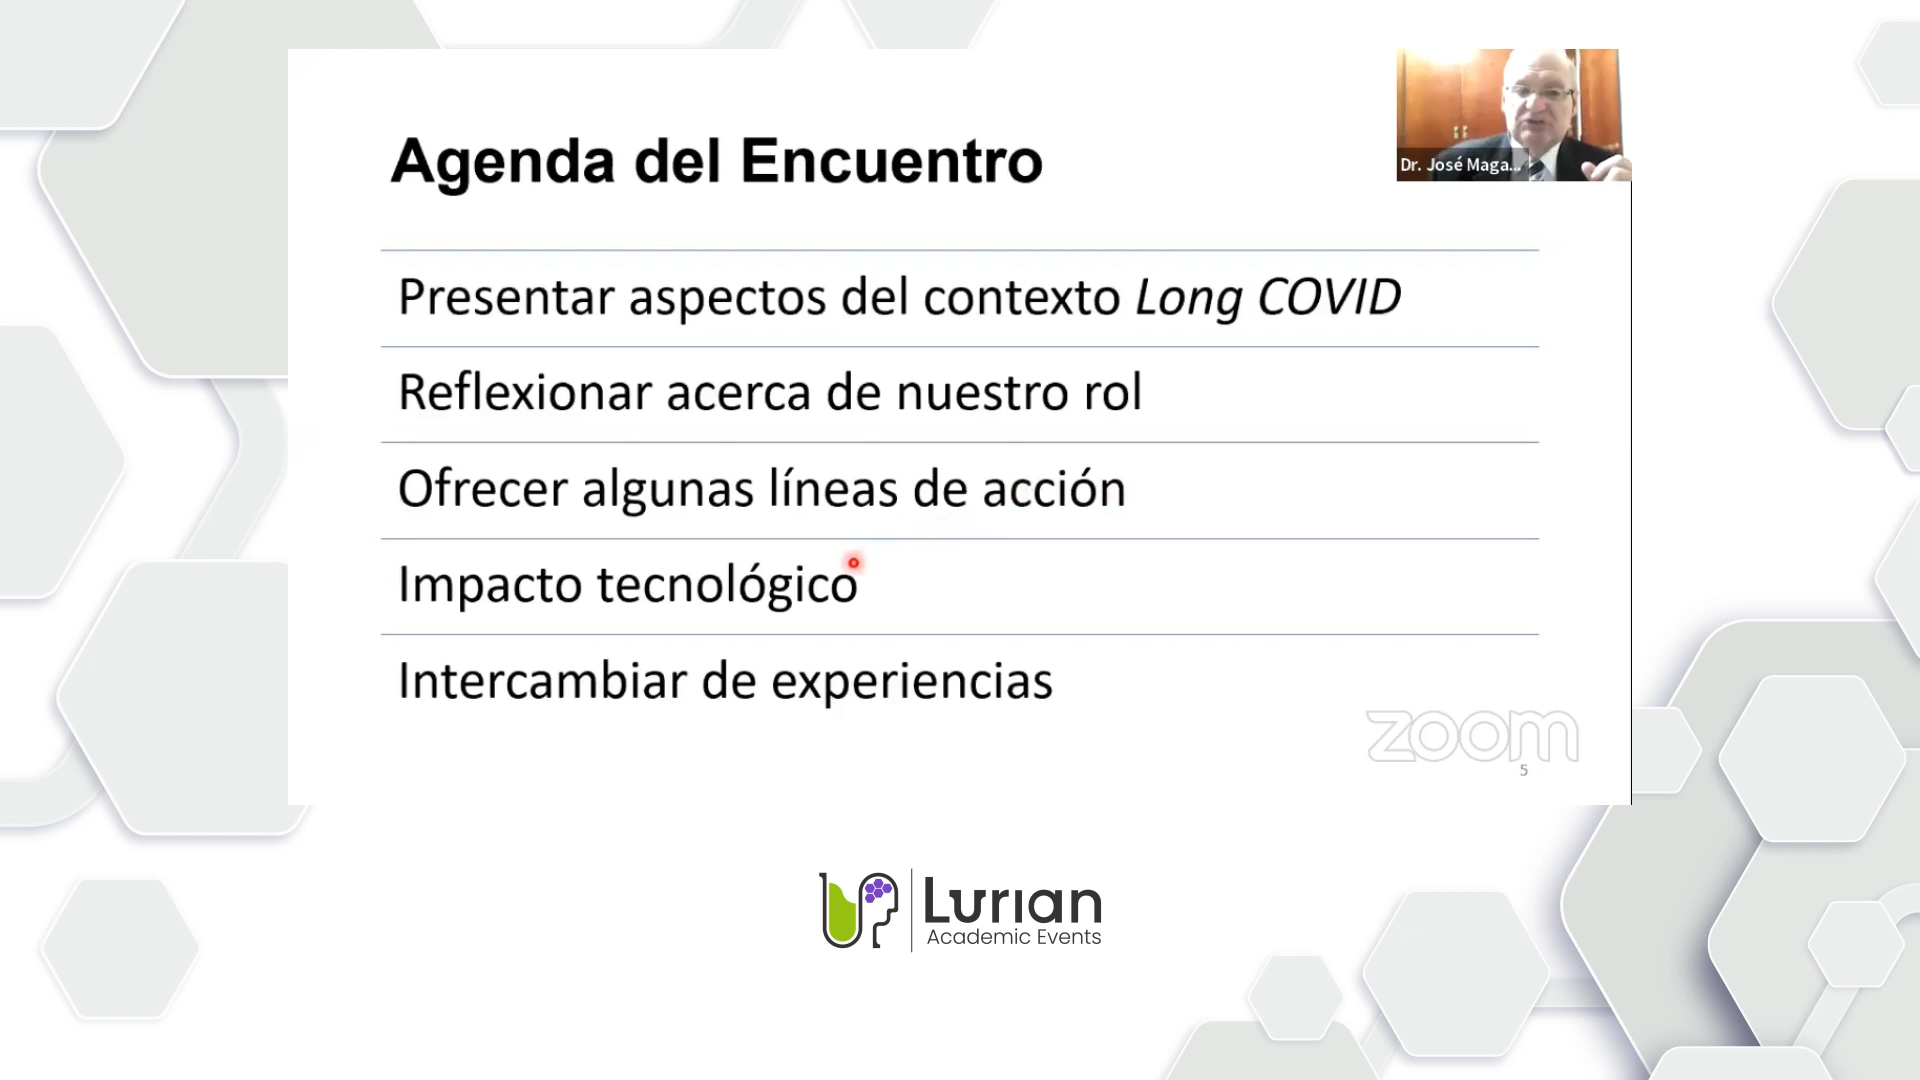 Agenda del Encuentro
Dr. José Maga...
Presentar aspectos del contexto Long COVID
Reflexionar acerca de nuestro rol
Ofrecer algunas líneas de acción
Impacto tecnológico
Intercambiar de experiencias
zoom
5
Lurian
Academic Events